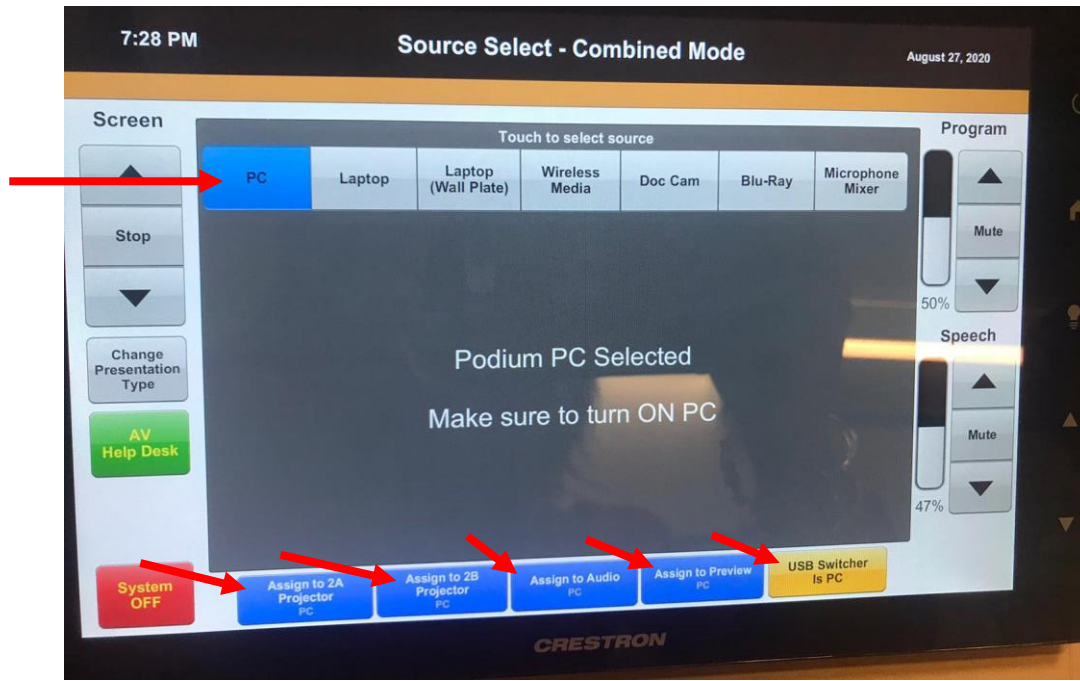 7:28 PM
Source Select - Combined Mode
August 27, 2020
Screen
Touch to select source
Program
PC
Laptop
Laptop
(Wall Plate)
Wireless
Media
Doc Cam
Blu-Ray
Microphone
Mixer
Stop
Mute
50%
Change
Presentation
Type
Podium PC Selected
Make sure to turn ON PC
Speech
AV
Help Desk
Mute
47%
System
OFF
Assign to 2A
Projector
PC
Assign to 2B
Projector
PC
Assign to Audio
PC
Assign to Preview
PC
USB Switcher
Is PC
CRESTRON